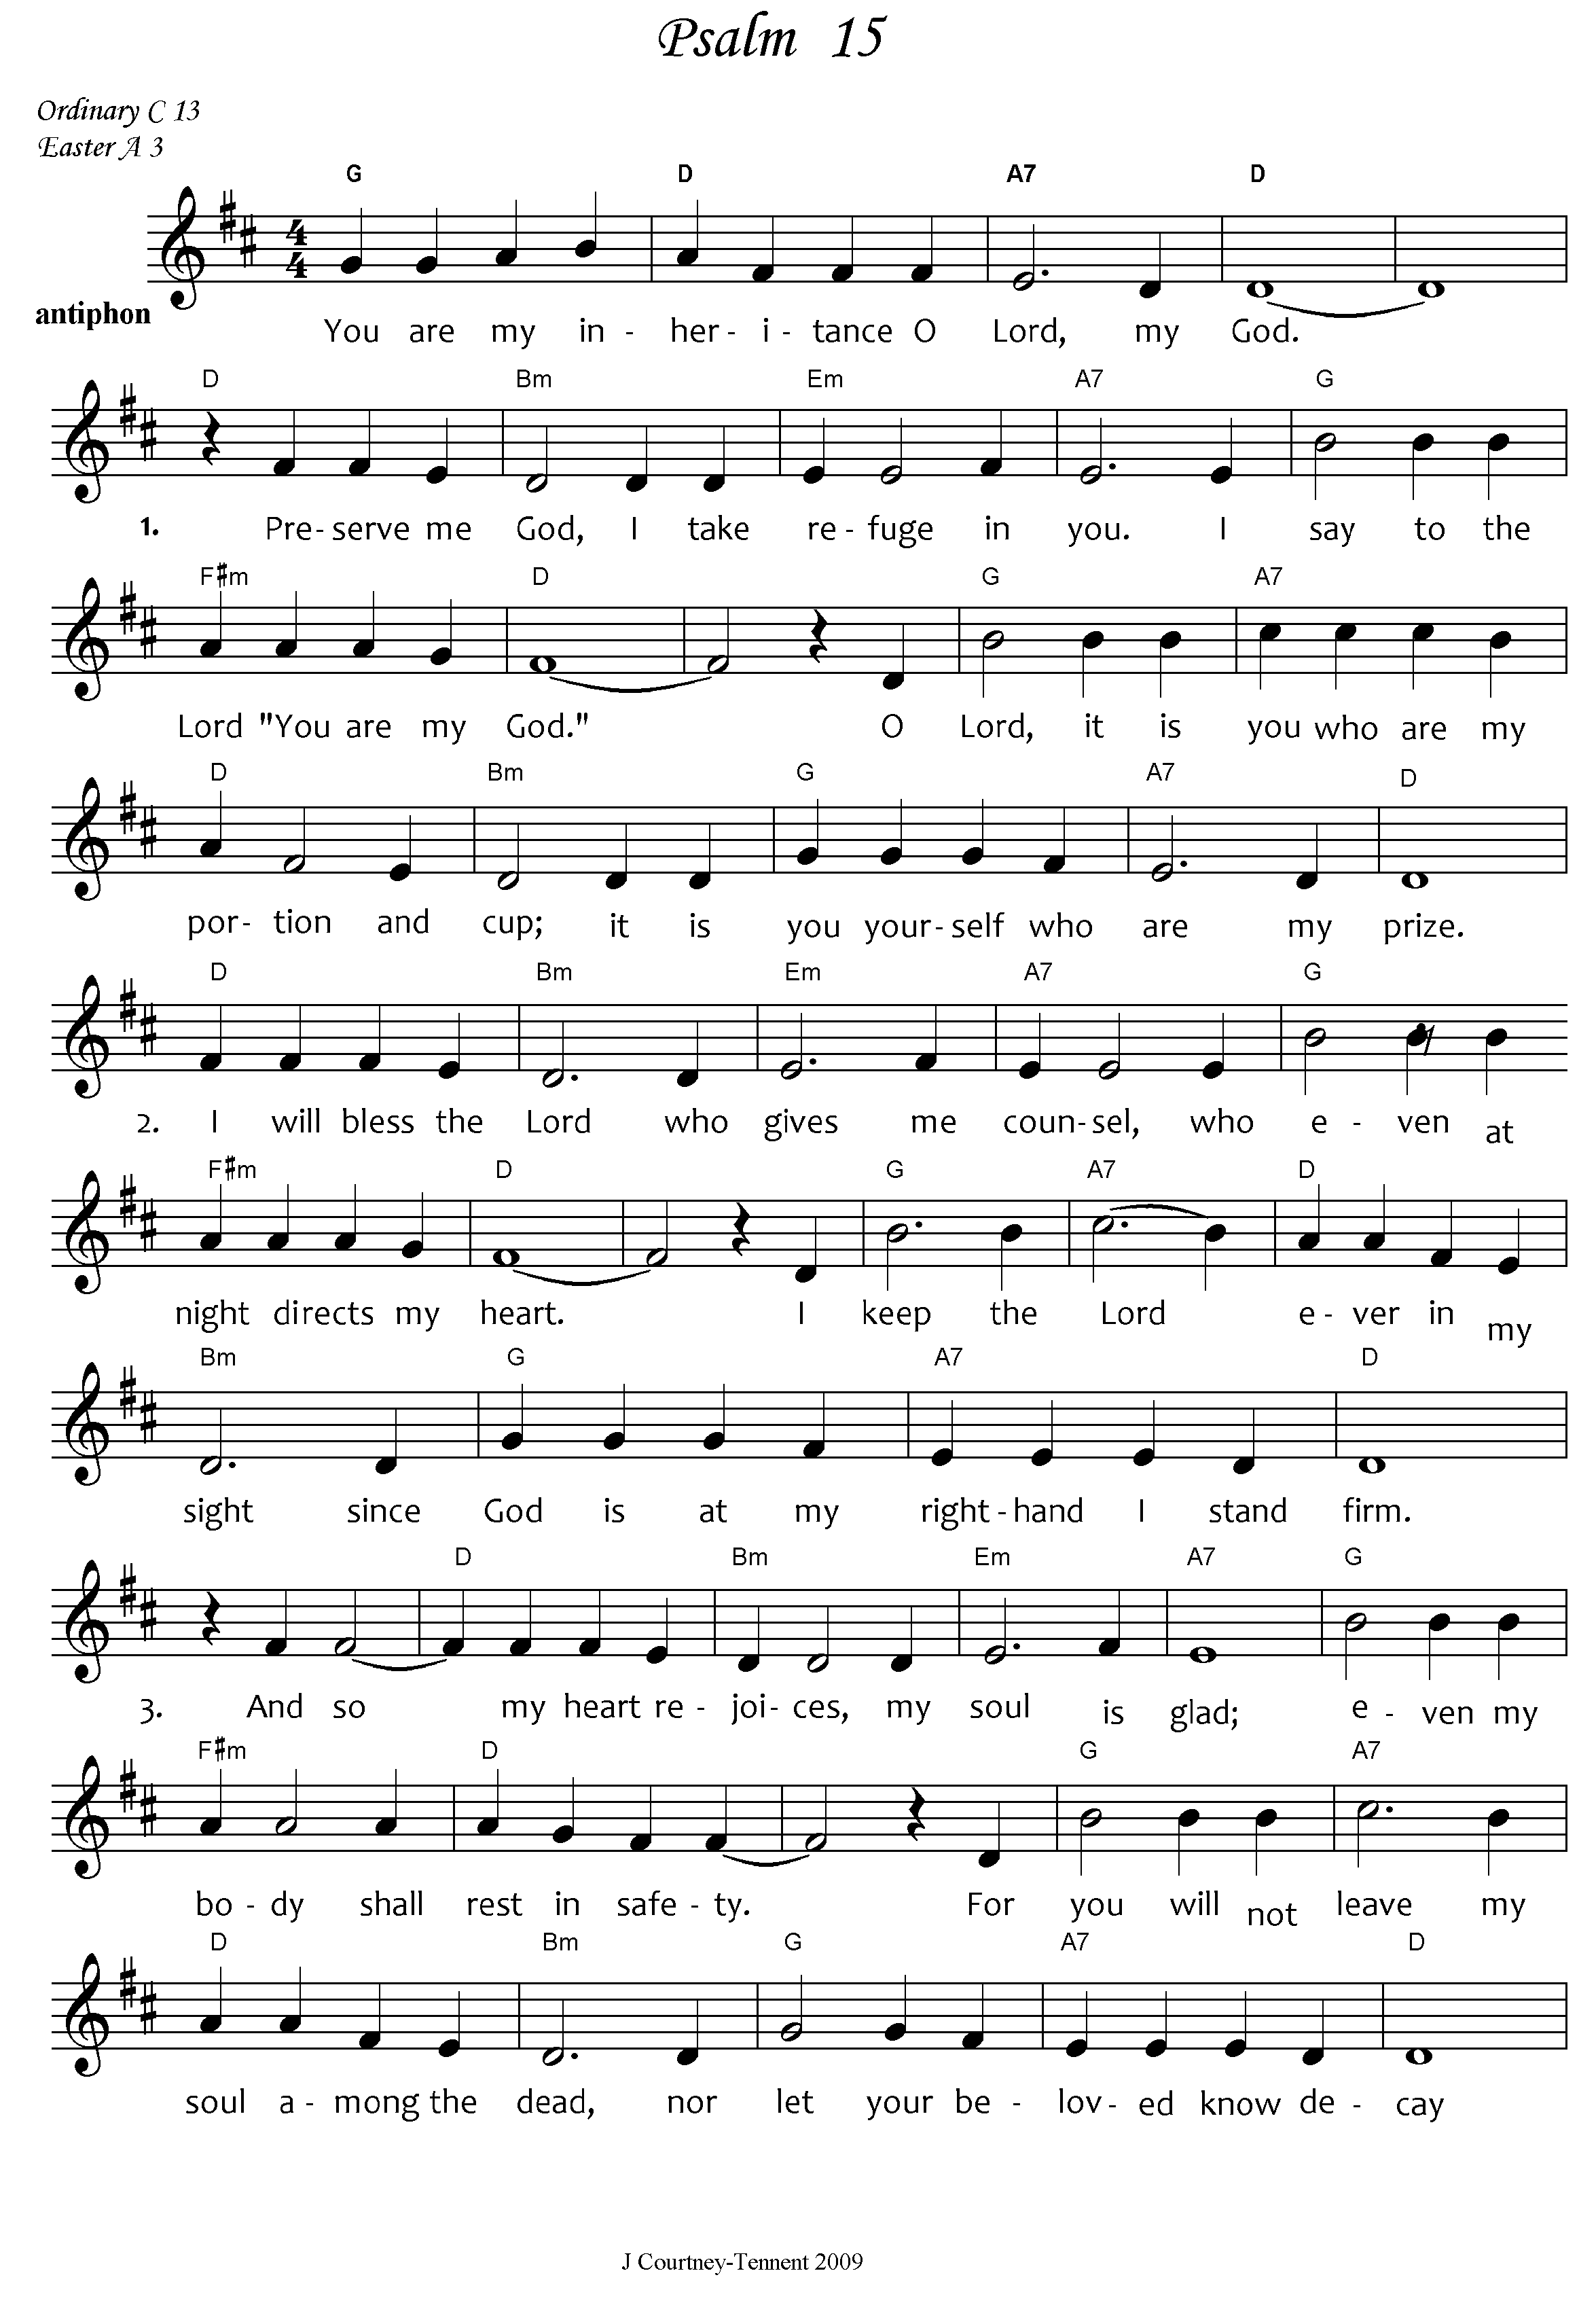 Psalm 15
Ordinary C 13
Easter A 3
G D A7 D
4
4
antiphon
You are my in- her- i- tance O Lord, my God.
D Bm Em A7 G
1. Pre- serve me God, I take re- fuge in you. I say to the
F#m D G A7
Lord "You are my God." O Lord, it is you who are my
D Bm G A7 D
por- tion and cup; it is you your- self who are my prize.
D Bm Em A7 G
2. I will bless the Lord who gives me coun- sel, who e- ven at
F#m D G A7 D
night directs my heart. I keep the Lord e- ver in my
Bm G A7 D
sight since God is at my right- hand I stand firm.
D Bm Em A7 G
3. And so my heart re- joi- ces, my soul is glad; e- ven my
F#m D G A7
bo- dy shall rest in safe- ty. For you will not leave my
D Bm G A7 D
soul a- mong the dead, nor let your be- lov- ed know de- cay
J Courtney-Tennent 2009